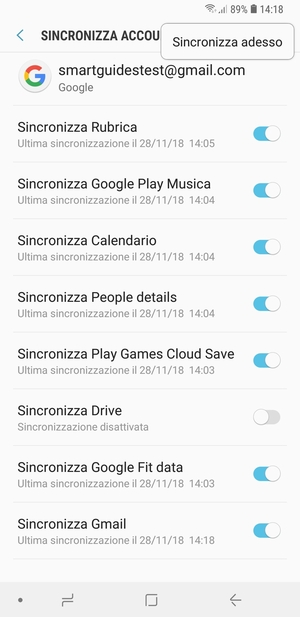 89% 14:18
SINCRONIZZA ACCOU
Sincronizza adesso
smartguidestest@gmail.com
Google
Sincronizza Rubrica
Ultima sincronizzazione il 28/11/18 14:05
Sincronizza Google Play Musica
Ultima sincronizzazione il 28/11/18 14:04
Sincronizza Calendario
Ultima sincronizzazione il 28/11/18 14:04
Sincronizza People details
Ultima sincronizzazione il 28/11/18 14:04
Sincronizza Play Games Cloud Save
Ultima sincronizzazione il 28/11/18 14:03
Sincronizza Drive
Sincronizzazione disattivata
Sincronizza Google Fit data
Ultima sincronizzazione il 28/11/18 14:03
Sincronizza Gmail
Ultima sincronizzazione il 28/11/18 14:18